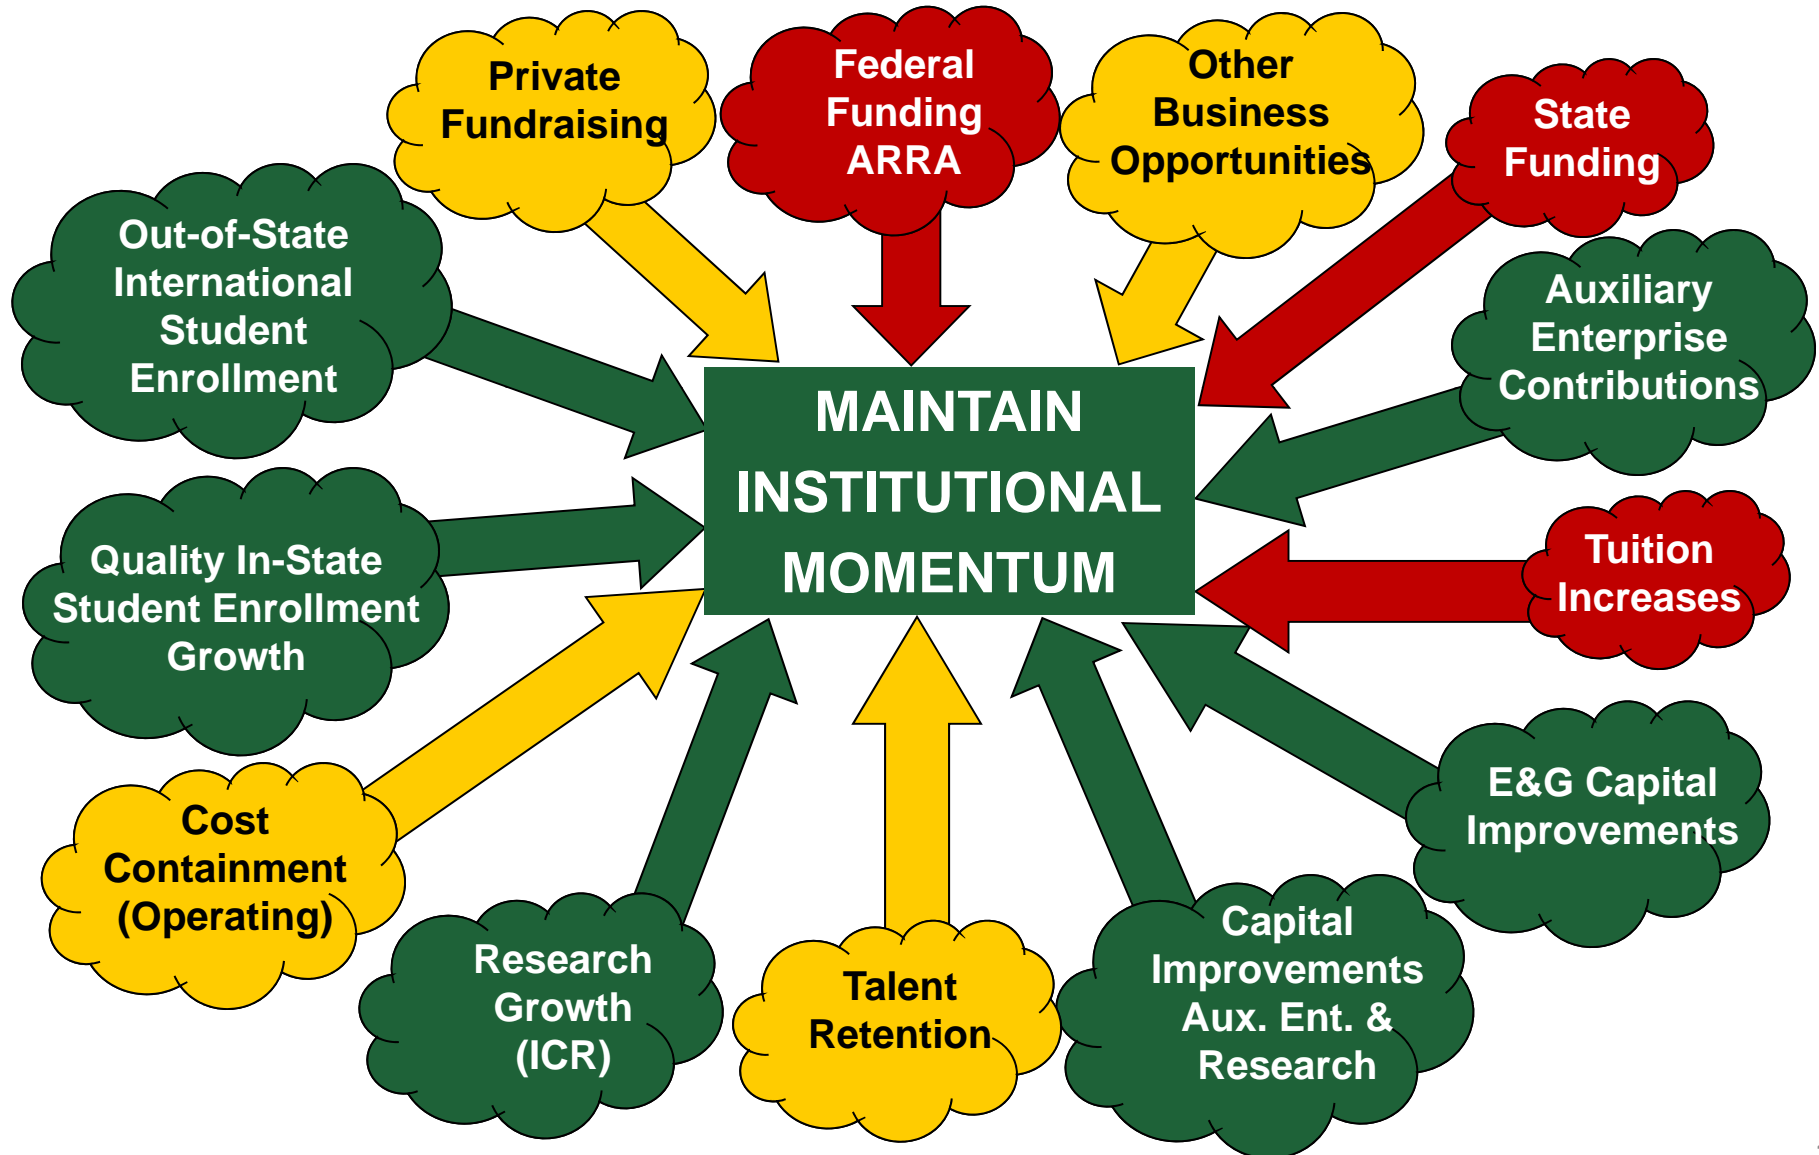 Private
Fundraising
Federal
Funding
ARRA
Other
Business
Opportunities
State
Funding
Out-of-State
International
Student
Enrollment
Auxiliary
Enterprise
Contributions
MAINTAIN
INSTITUTIONAL
MOMENTUM
Quality In-State
Student Enrollment
Growth
Tuition
Increases
Cost
Containment
(Operating)
E&G Capital
Improvements
Research
Growth
(ICR)
Talent
Retention
Capital
Improvements
Aux. Ent. &
Research